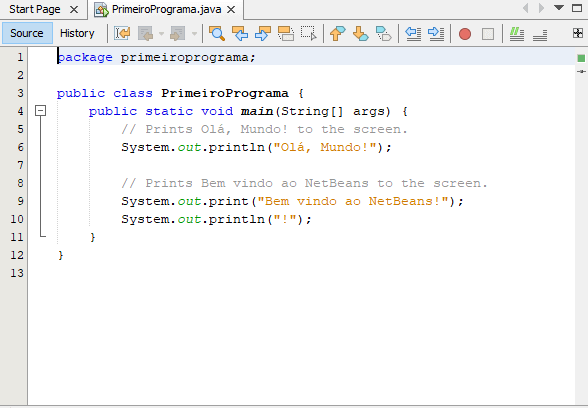 Start Page PrimeiroPrograma.java
Source History
1 package primeiroprograma;
2
3 public class PrimeiroPrograma {
4 public static void main(String[] args) {
5 // Prints Olá, Mundo! to the screen.
6 System.out.println("Olá, Mundo!");
7
8 // Prints Bem vindo ao NetBeans to the screen.
9 System.out.print("Bem vindo ao NetBeans!");
10 System.out.println("!");
11 }
12 }
13